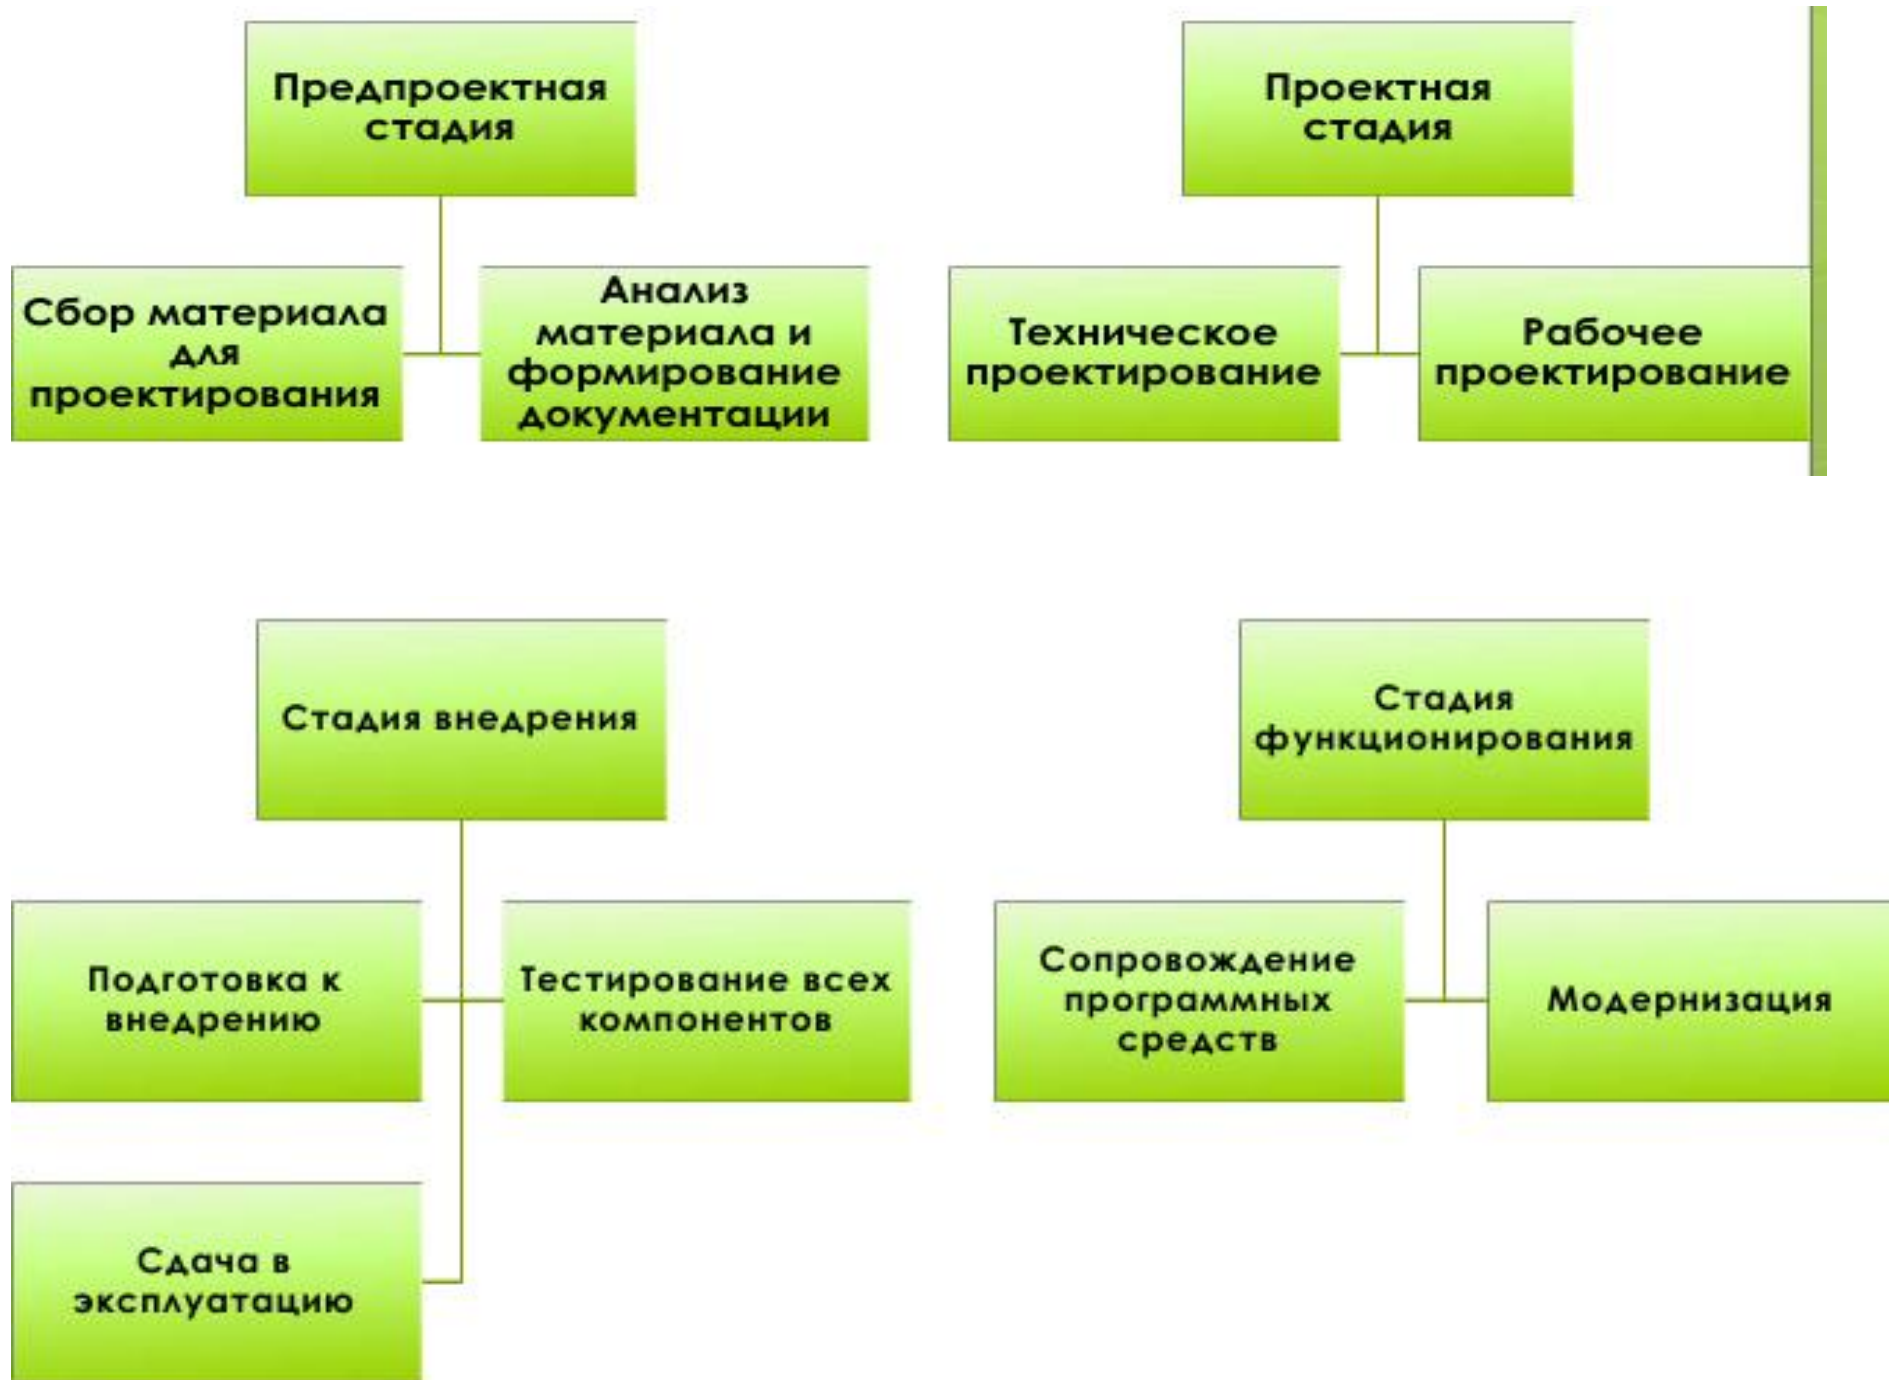 Предпроектная
стадия
Проектная
стадия
Сбор материала
для
проектирования
Анализ
материала и
формирование
документации
Техническое
проектирование
Рабочее
проектирование
Стадия внедрения
Стадия
функционирования
Подготовка к
внедрению
Тестирование всех
компонентов
Сопровождение
программных
средств
Модернизация
Сдача в
эксплуатацию